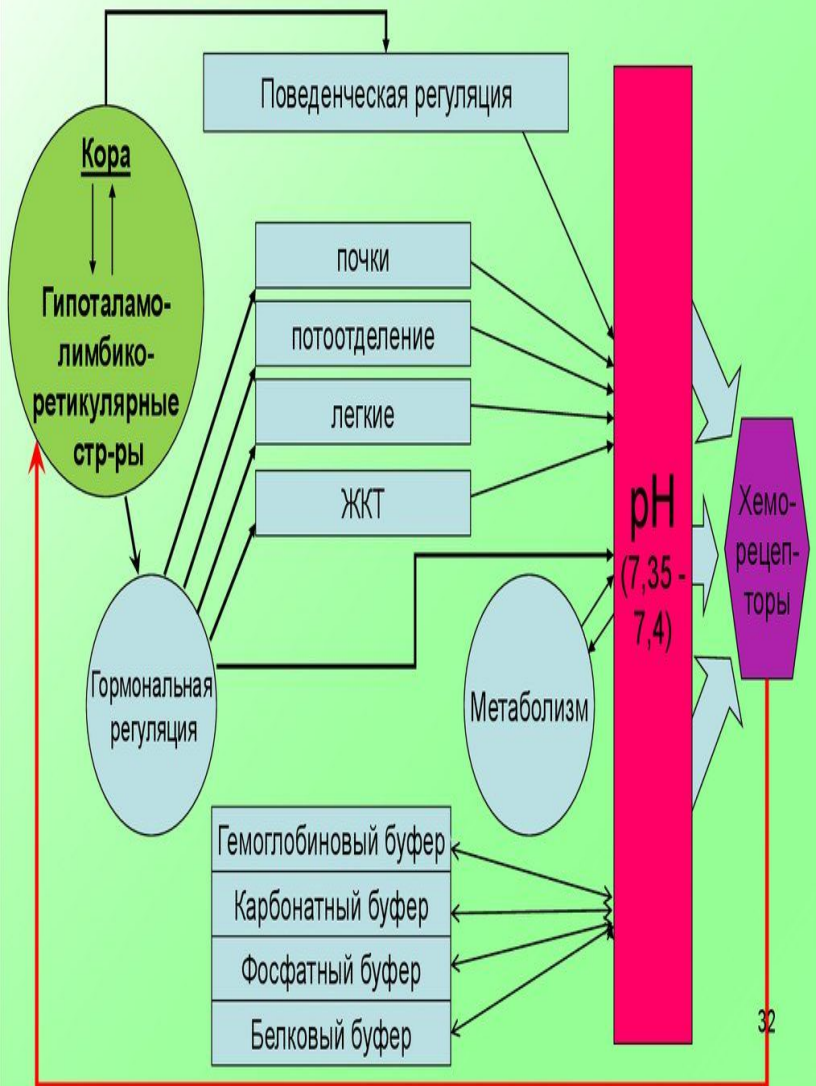 Поведенческая регуляция
Кора
Гипоталамо-
лимбико-
ретикулярные
стр-ры
почки
потоотделение
легкие
ЖКТ
pH
(7,35 -
7,4)
Хемо-
рецеп-
торы
Гормональная
регуляция
Метаболизм
Гемоглобиновый буфер
Карбонатный буфер
Фосфатный буфер
Белковый буфер
32